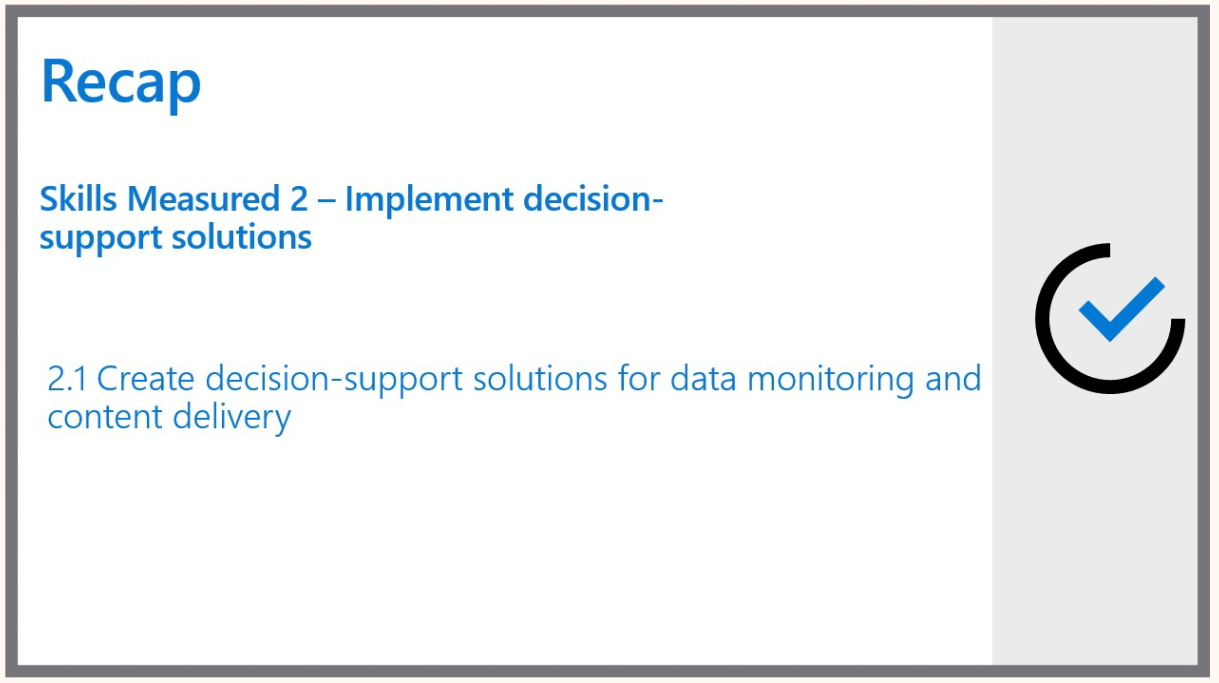 Recap
Skills Measured 2 – Implement decision-
support solutions
2.1 Create decision-support solutions for data monitoring and
content delivery